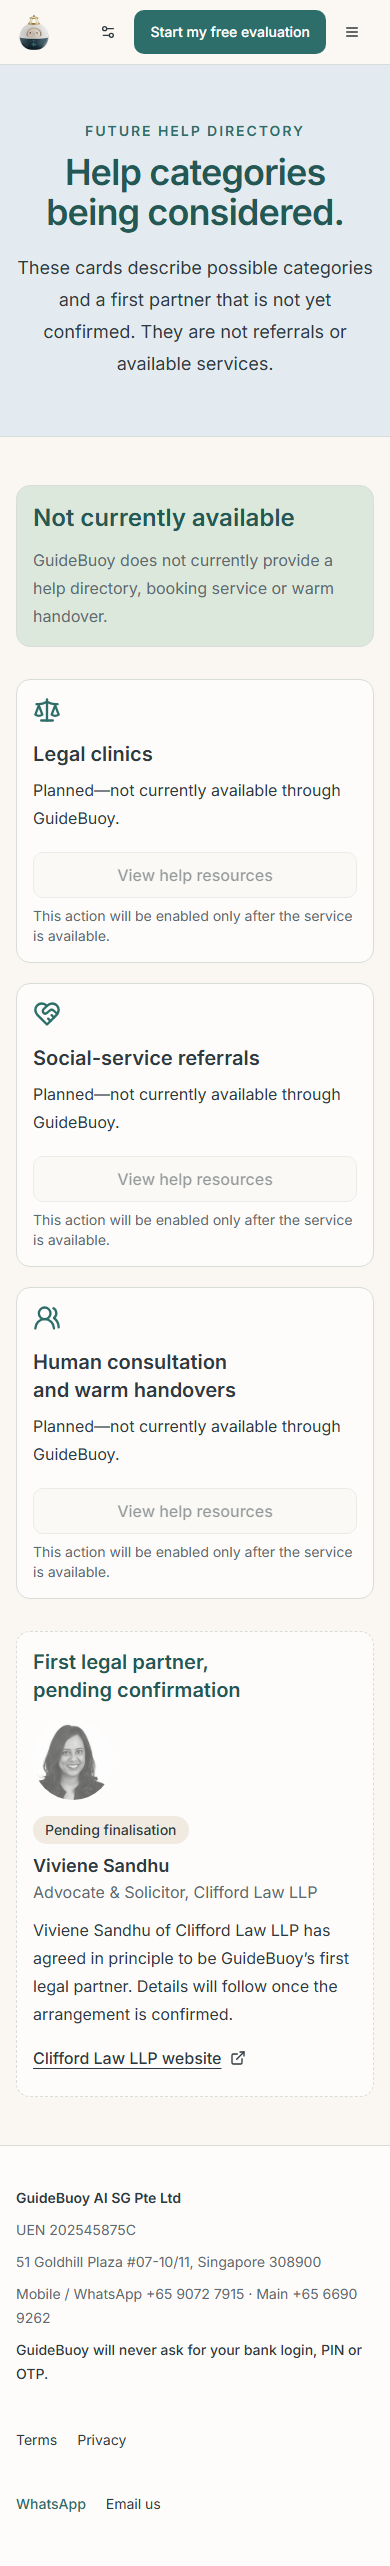 Start my free evaluation
FUTURE HELP DIRECTORY
Help categories
being considered.
These cards describe possible categories
and a first partner that is not yet
confirmed. They are not referrals or
available services.
Not currently available
GuideBuoy does not currently provide a
help directory, booking service or warm
handover.
Legal clinics
Planned—not currently available through
GuideBuoy.
View help resources
This action will be enabled only after the service
is available.
Social-service referrals
Planned—not currently available through
GuideBuoy.
View help resources
This action will be enabled only after the service
is available.
Human consultation
and warm handovers
Planned—not currently available through
GuideBuoy.
View help resources
This action will be enabled only after the service
is available.
First legal partner,
pending confirmation
Pending finalisation
Viviene Sandhu
Advocate & Solicitor, Clifford Law LLP
Viviene Sandhu of Clifford Law LLP has
agreed in principle to be GuideBuoy’s first
legal partner. Details will follow once the
arrangement is confirmed.
Clifford Law LLP website
GuideBuoy AI SG Pte Ltd
UEN 202545875C
51 Goldhill Plaza #07-10/11, Singapore 308900
Mobile / WhatsApp +65 9072 7915 · Main +65 6690
9262
GuideBuoy will never ask for your bank login, PIN or
OTP.
Terms Privacy
WhatsApp Email us